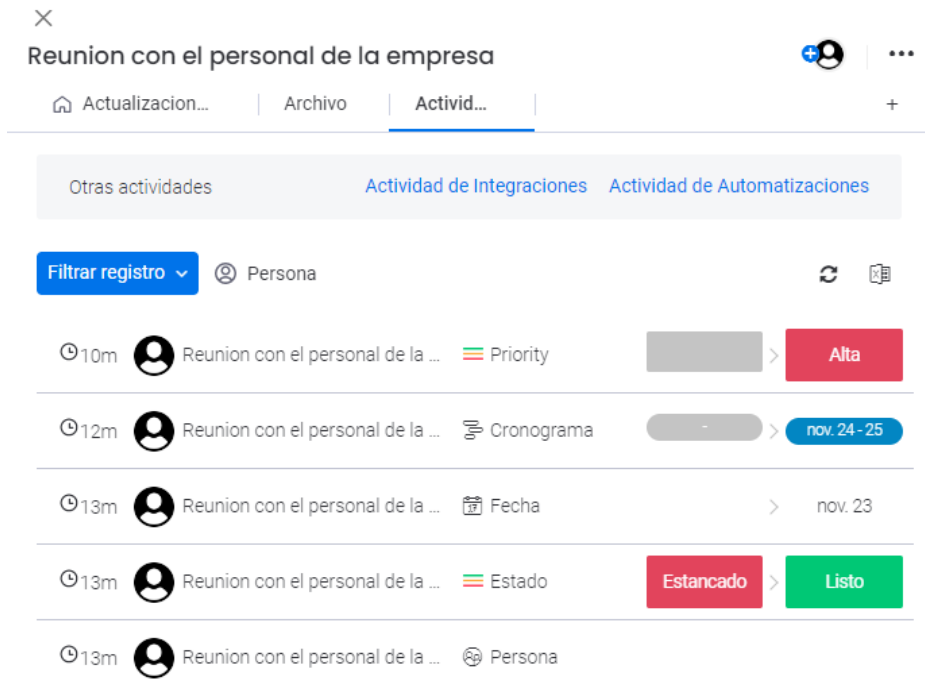 Reunion con el personal de la empresa
Actualizacion... Archivo Activid...
Otras actividades Actividad de Integraciones Actividad de Automatizaciones
Filtrar registro Persona
10m Reunion con el personal de la ... Priority Alta
12m Reunion con el personal de la ... Cronograma - nov. 24 - 25
13m Reunion con el personal de la ... Fecha nov. 23
13m Reunion con el personal de la ... Estado Estancado Listo
13m Reunion con el personal de la ... Persona